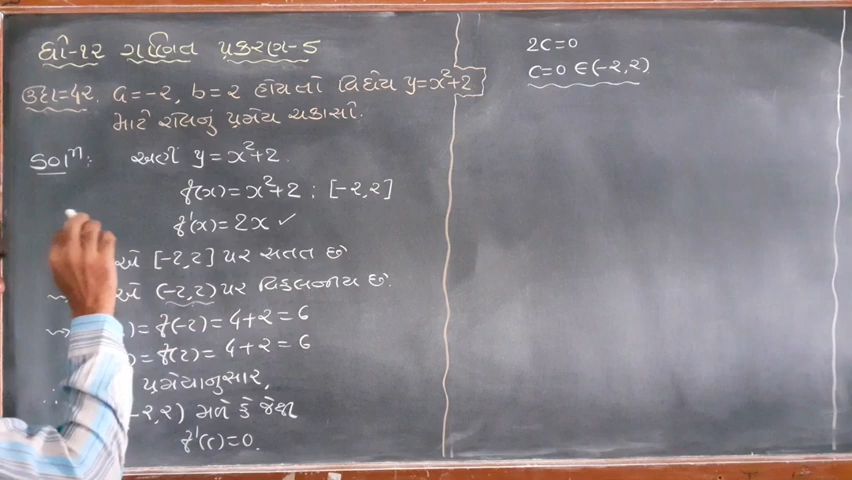 ધો-૧૨ ગણિત પ્રકરણ-5
ઉદા=૪૨. a=-૨, b=૨ હોય તો વિધેય y=x²+2
માટે રોલનું પ્રમેય ચકાસો.
Solⁿ: અહીં y=x²+2.
f(x)=x²+2 ; [-૨,૨]
f'(x)=2x ✓
એ [-૨,૨] પર સતત છે
એ (-૨,૨) પર વિકલનીય છે.
)=f(-૨)=4+૨=6
)=f(૨)=4+૨=6
∴ પ્રમેયાનુસાર,
-૨,૨) મળે કે જેથી
f'(c)=0.
2C=0
C=0 ∈ (-૨,૨)